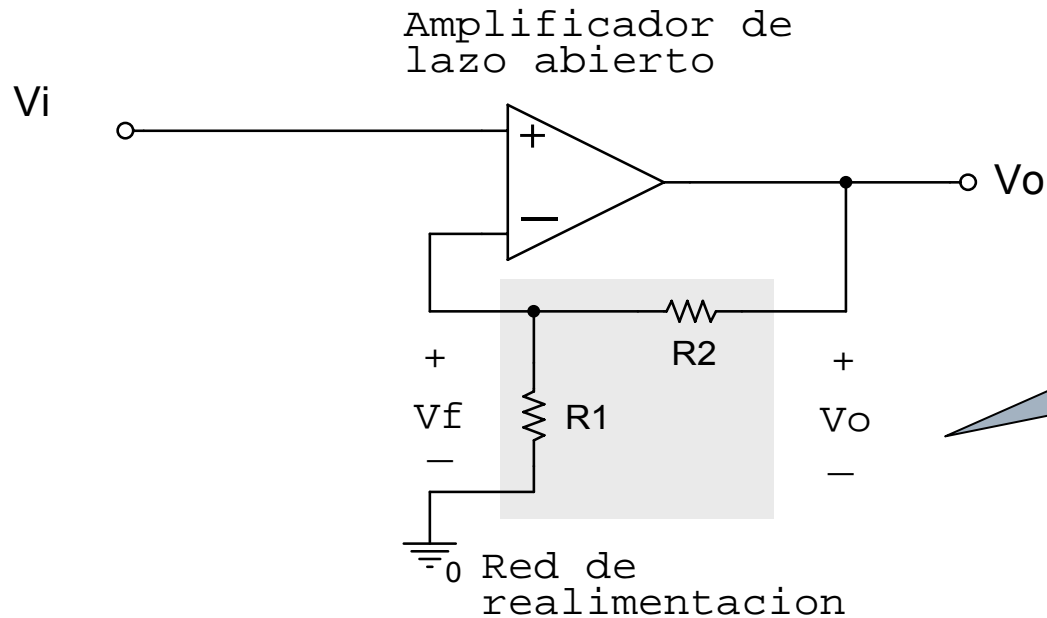 Amplificador de
lazo abierto
Vi
+
−
Vo
R2
+
Vf
−
R1
+
Vo
−
0
Red de
realimentacion